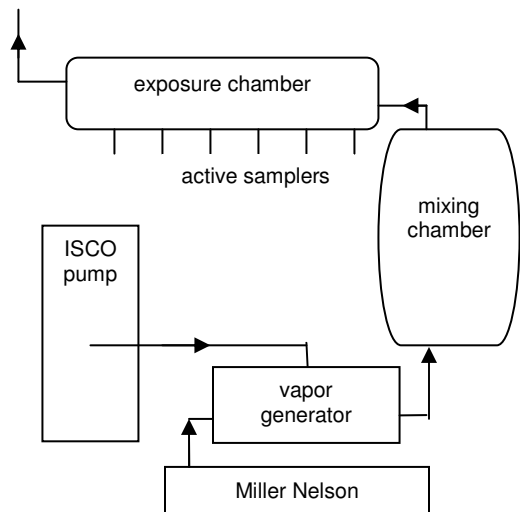 exposure chamber
active samplers
mixing
chamber
ISCO
pump
vapor
generator
Miller Nelson